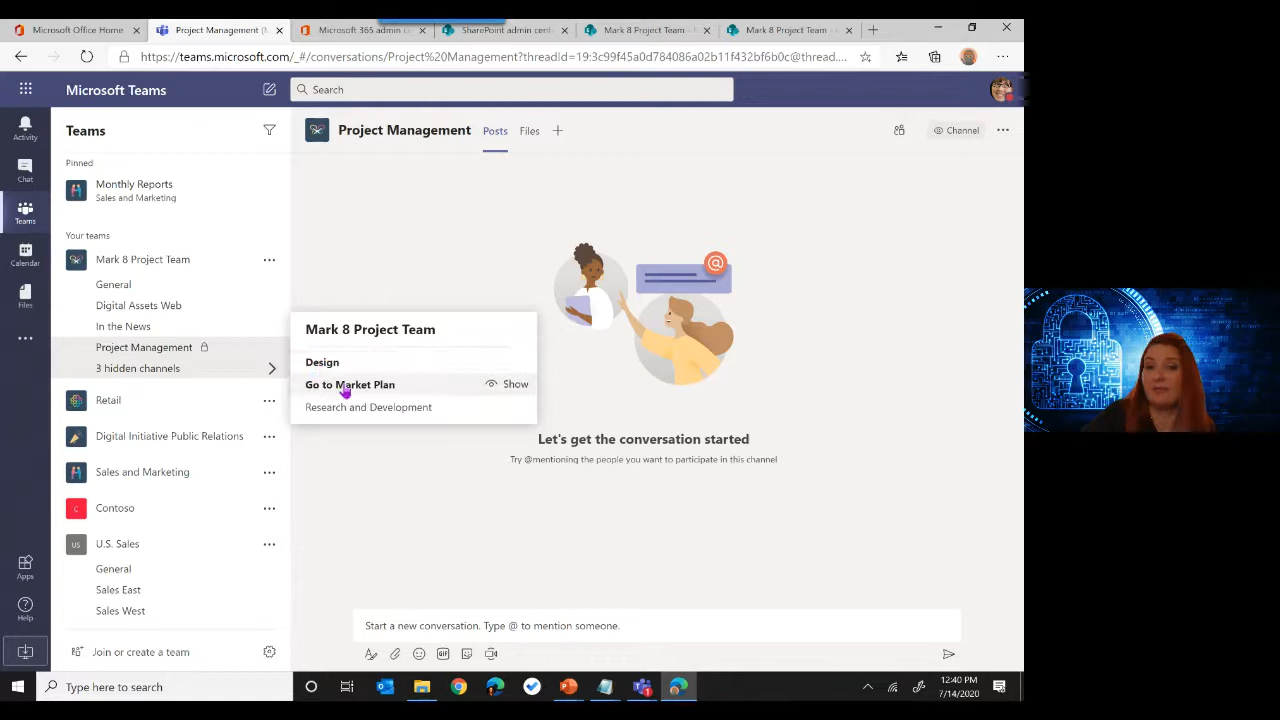 Microsoft Office Home
Project Management (
Microsoft 365 admin c
SharePoint admin cent
Mark 8 Project Team -
Mark 8 Project Team -
https://teams.microsoft.com/_#/conversations/Project%20Management?threadId=19:3c99f45a0d784086a02b11f432bf6b0c@thread....
Microsoft Teams
Search
Activity
Chat
Teams
Calendar
Files
Apps
Help
Teams
Pinned
Monthly Reports
Sales and Marketing
Your teams
Mark 8 Project Team
General
Digital Assets Web
In the News
Project Management
3 hidden channels
Retail
Digital Initiative Public Relations
Sales and Marketing
C
Contoso
US
U.S. Sales
General
Sales East
Sales West
Join or create a team
Project Management
Posts
Files
Channel
Mark 8 Project Team
Design
Go to Market Plan
Show
Research and Development
@
Let's get the conversation started
Try @mentioning the people you want to participate in this channel
Start a new conversation. Type @ to mention someone.
GIF
Type here to search
1
12:40 PM
7/14/2020